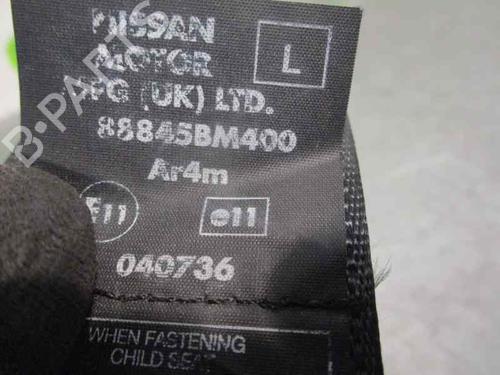 NISSAN
MOTOR
MFG (UK) LTD.
L
88845BM400
Ar4m
E11
e11
040736
WHEN FASTENING
CHILD SEAT
B-PARTS